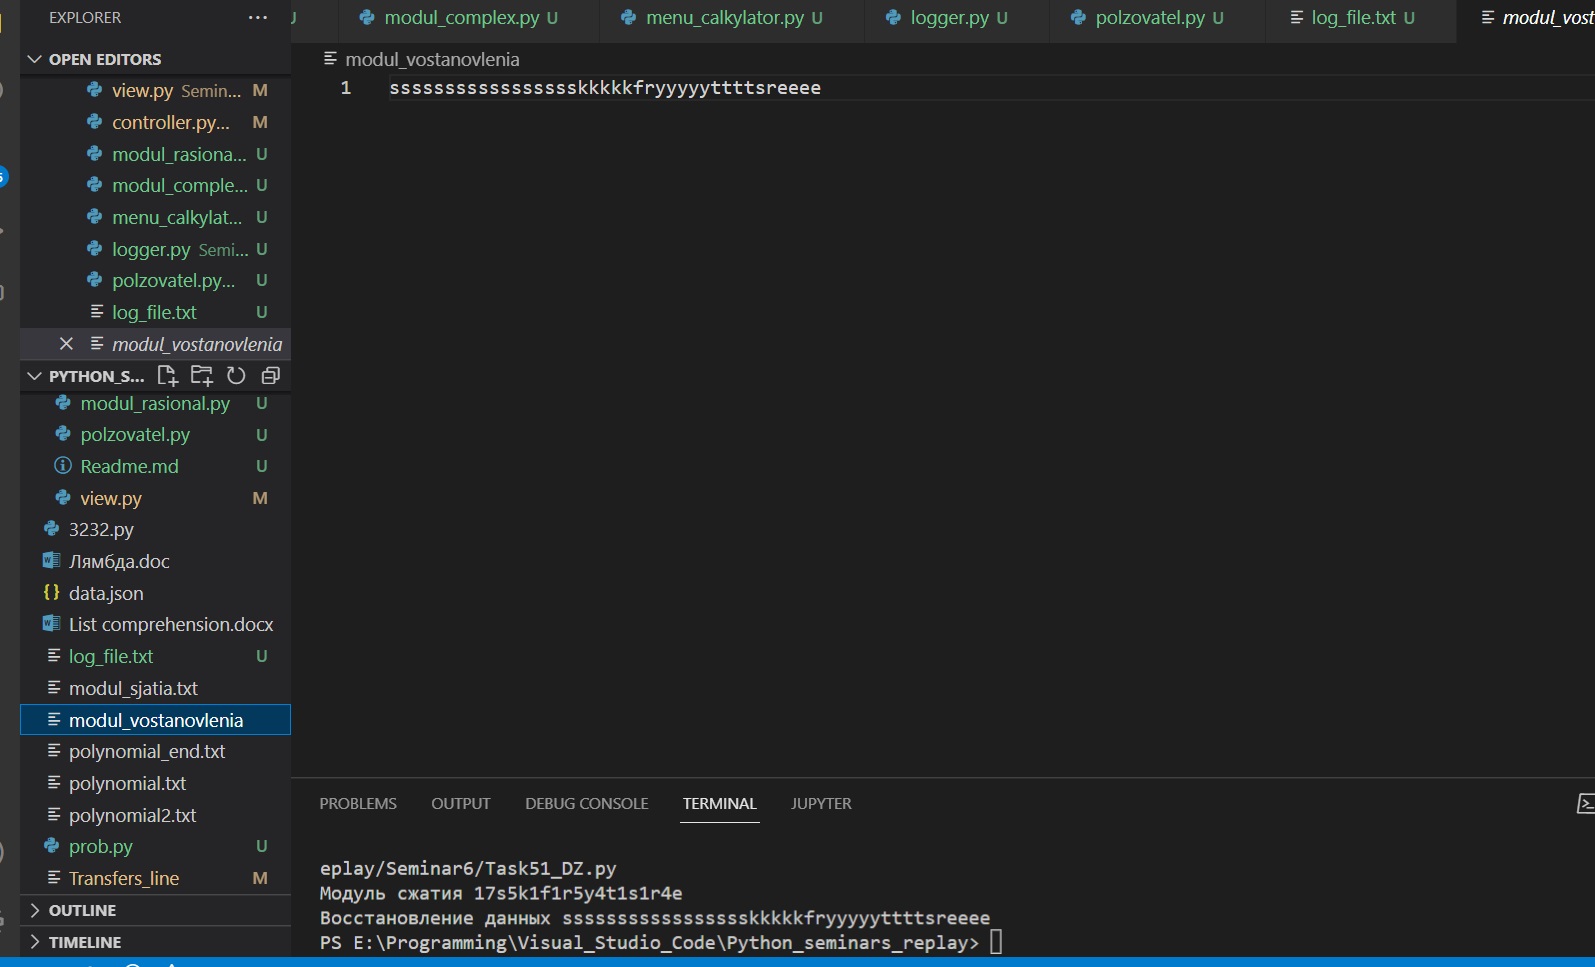 EXPLORER ...
OPEN EDITORS
view.py Semin... M
controller.py... M
modul_rasiona... U
modul_comple... U
menu_calkylat... U
logger.py Semi... U
polzovatel.py... U
log_file.txt U
modul_vostanovlenia
PYTHON_S...
modul_rasional.py U
polzovatel.py U
Readme.md U
view.py M
3232.py
Лямбда.doc
data.json
List comprehension.docx
log_file.txt U
modul_sjatia.txt
modul_vostanovlenia
polynomial_end.txt
polynomial.txt
polynomial2.txt
prob.py U
Transfers_line M
OUTLINE
TIMELINE
U modul_complex.py U menu_calkylator.py U logger.py U polzovatel.py U log_file.txt U modul_vost
modul_vostanovlenia
1 ssssssssssssssssskkkkkfryyyyyttttsreeee
PROBLEMS OUTPUT DEBUG CONSOLE TERMINAL JUPYTER
eplay/Seminar6/Task51_DZ.py
Модуль сжатия 17s5k1f1r5y4t1s1r4e
Восстановление данных ssssssssssssssssskkkkkfryyyyyttttsreeee
PS E:\Programming\Visual_Studio_Code\Python_seminars_replay>